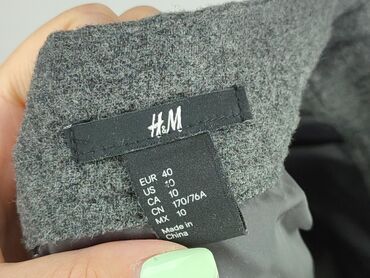 H&M
EUR 40
US 10
CA 10
CN 170/76A
MX 10
Made in
China